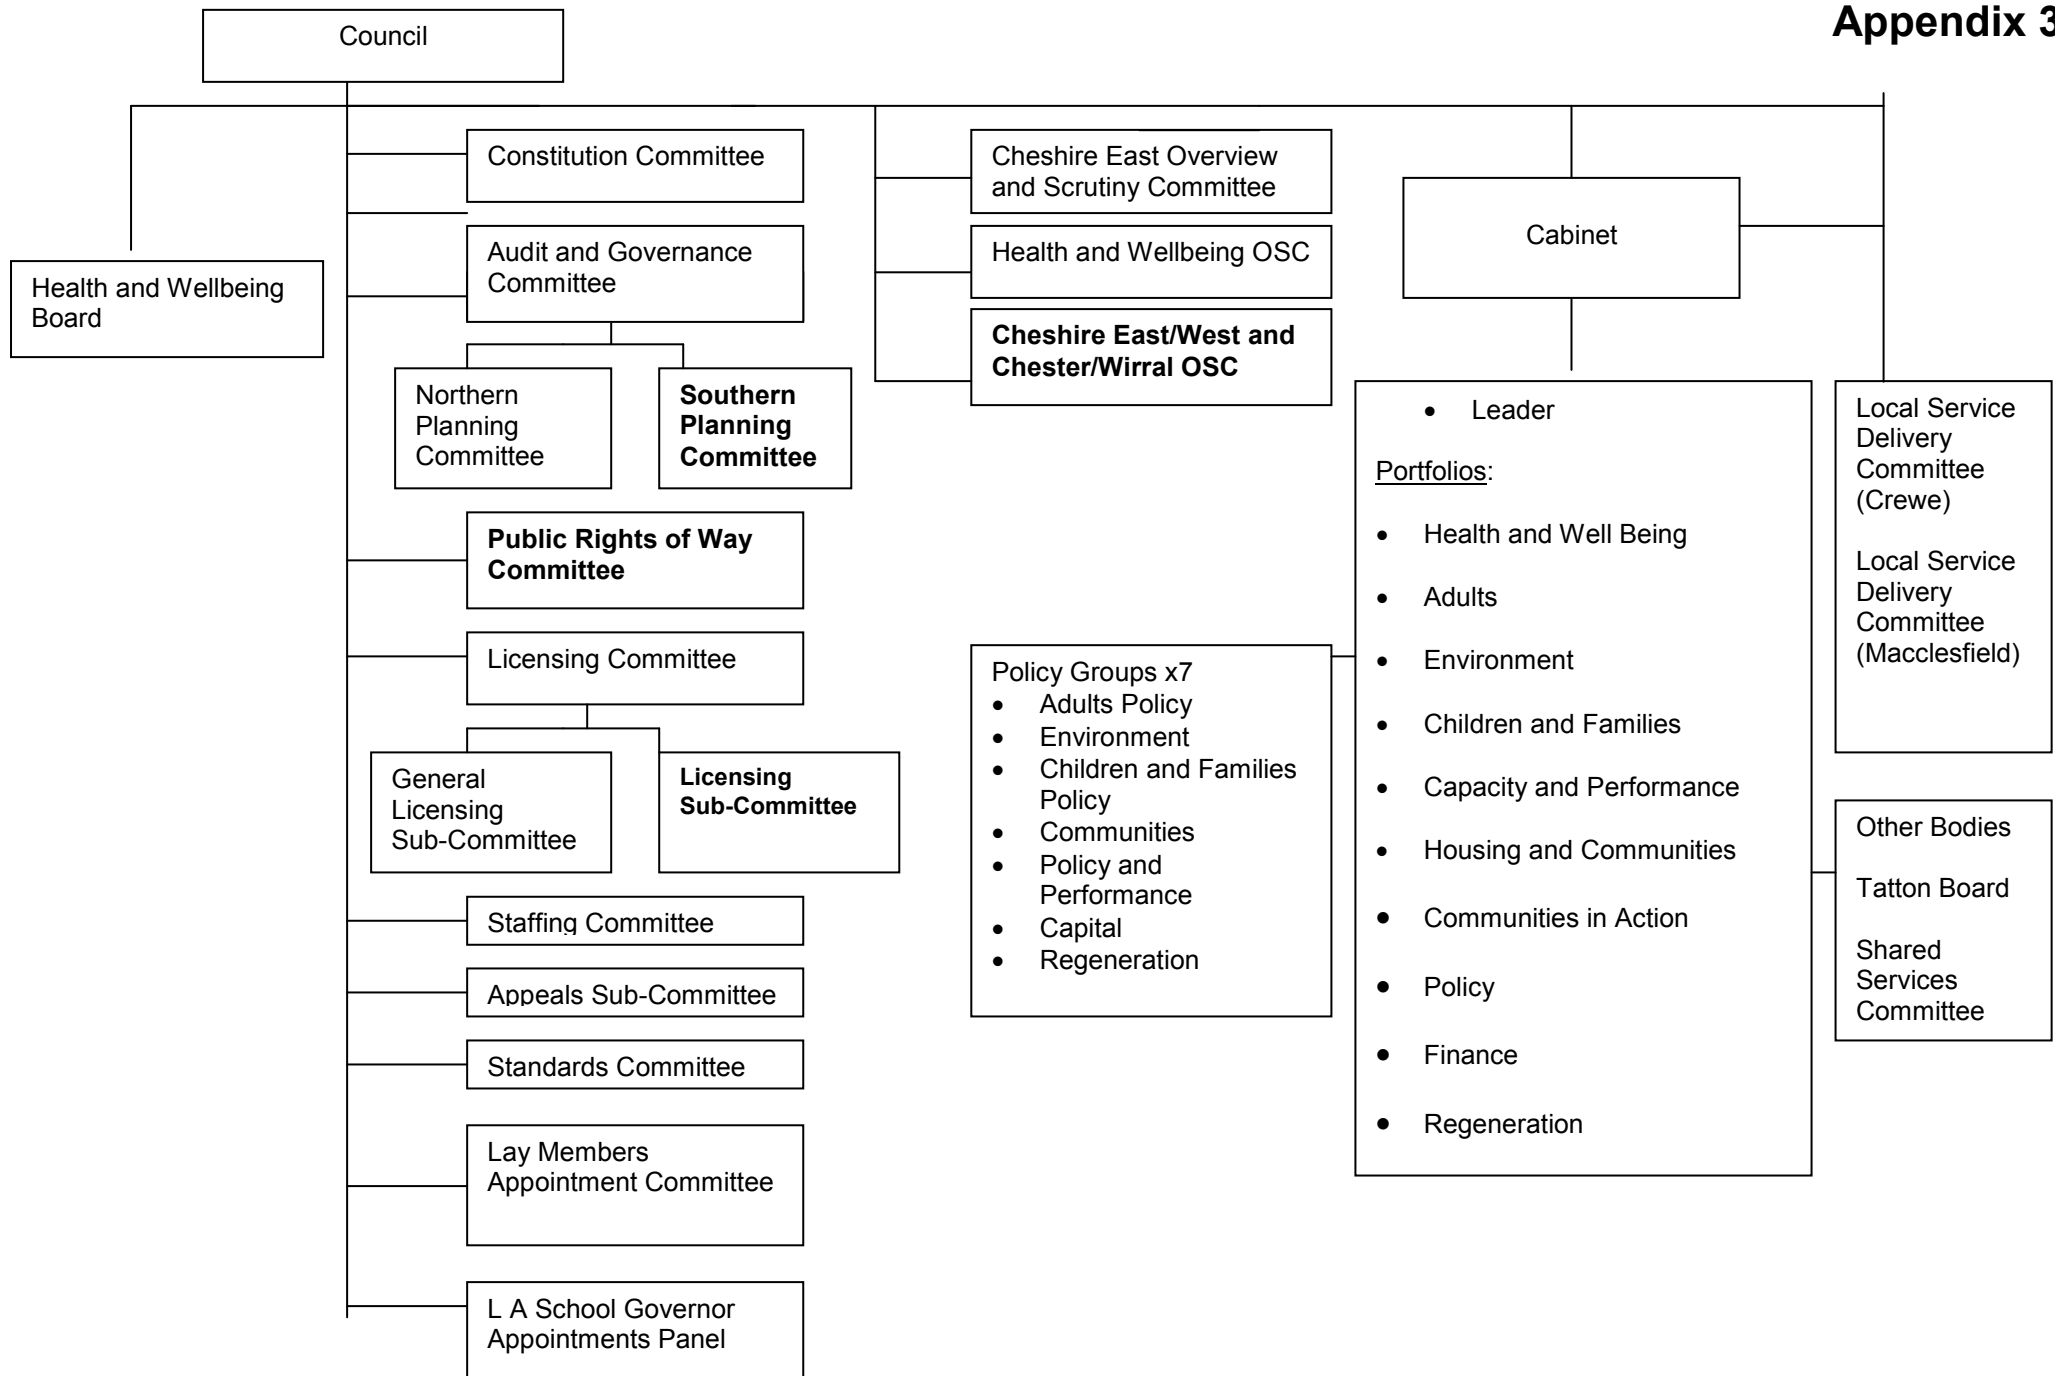 Appendix 3
Council
Health and Wellbeing
Board
Constitution Committee
Audit and Governance
Committee
Northern
Planning
Committee
Southern
Planning
Committee
Public Rights of Way
Committee
Licensing Committee
General
Licensing
Sub-Committee
Licensing
Sub-Committee
Staffing Committee
Appeals Sub-Committee
Standards Committee
Lay Members
Appointment Committee
L A School Governor
Appointments Panel
Cheshire East Overview
and Scrutiny Committee
Health and Wellbeing OSC
Cheshire East/West and
Chester/Wirral OSC
Policy Groups x7
• Adults Policy
• Environment
• Children and Families
Policy
• Communities
• Policy and
Performance
• Capital
• Regeneration
Cabinet
• Leader
Portfolios:
• Health and Well Being
• Adults
• Environment
• Children and Families
• Capacity and Performance
• Housing and Communities
• Communities in Action
• Policy
• Finance
• Regeneration
Local Service
Delivery
Committee
(Crewe)
Local Service
Delivery
Committee
(Macclesfield)
Other Bodies
Tatton Board
Shared
Services
Committee